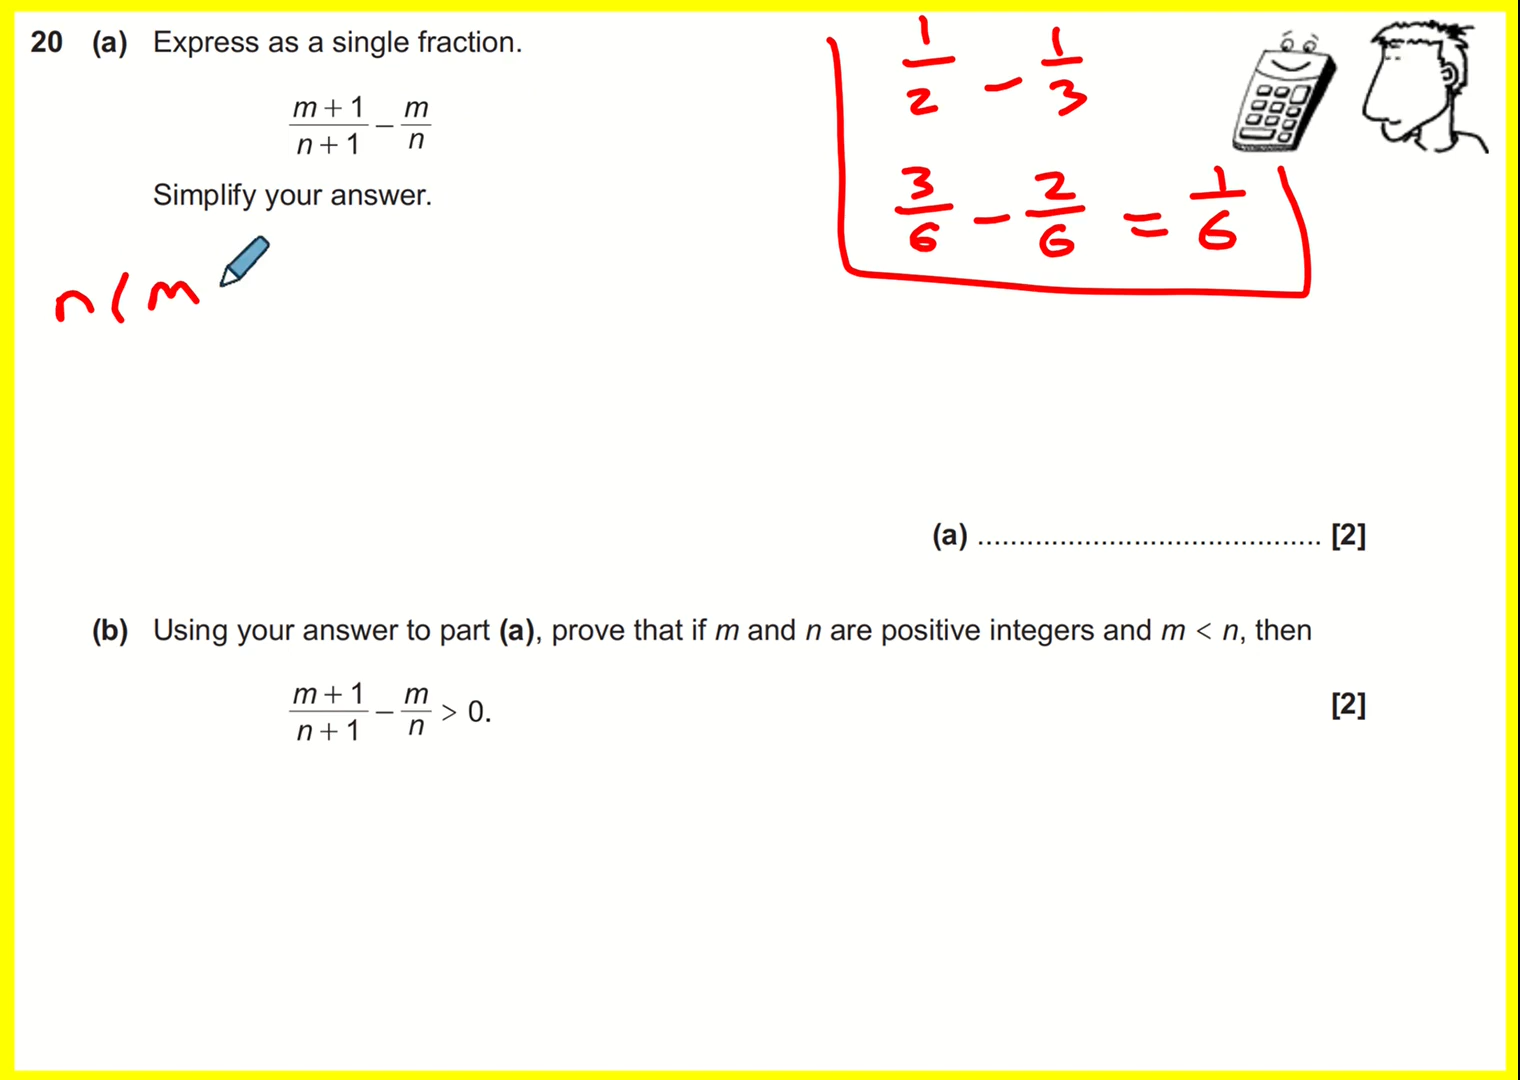 20 (a) Express as a single fraction.
(m + 1)/(n + 1) − m/n
Simplify your answer.
1/2 − 1/3
3/6 − 2/6 = 1/6
n(m
(a) ........................................... [2]
(b) Using your answer to part (a), prove that if m and n are positive integers and m < n, then
(m + 1)/(n + 1) − m/n > 0. [2]